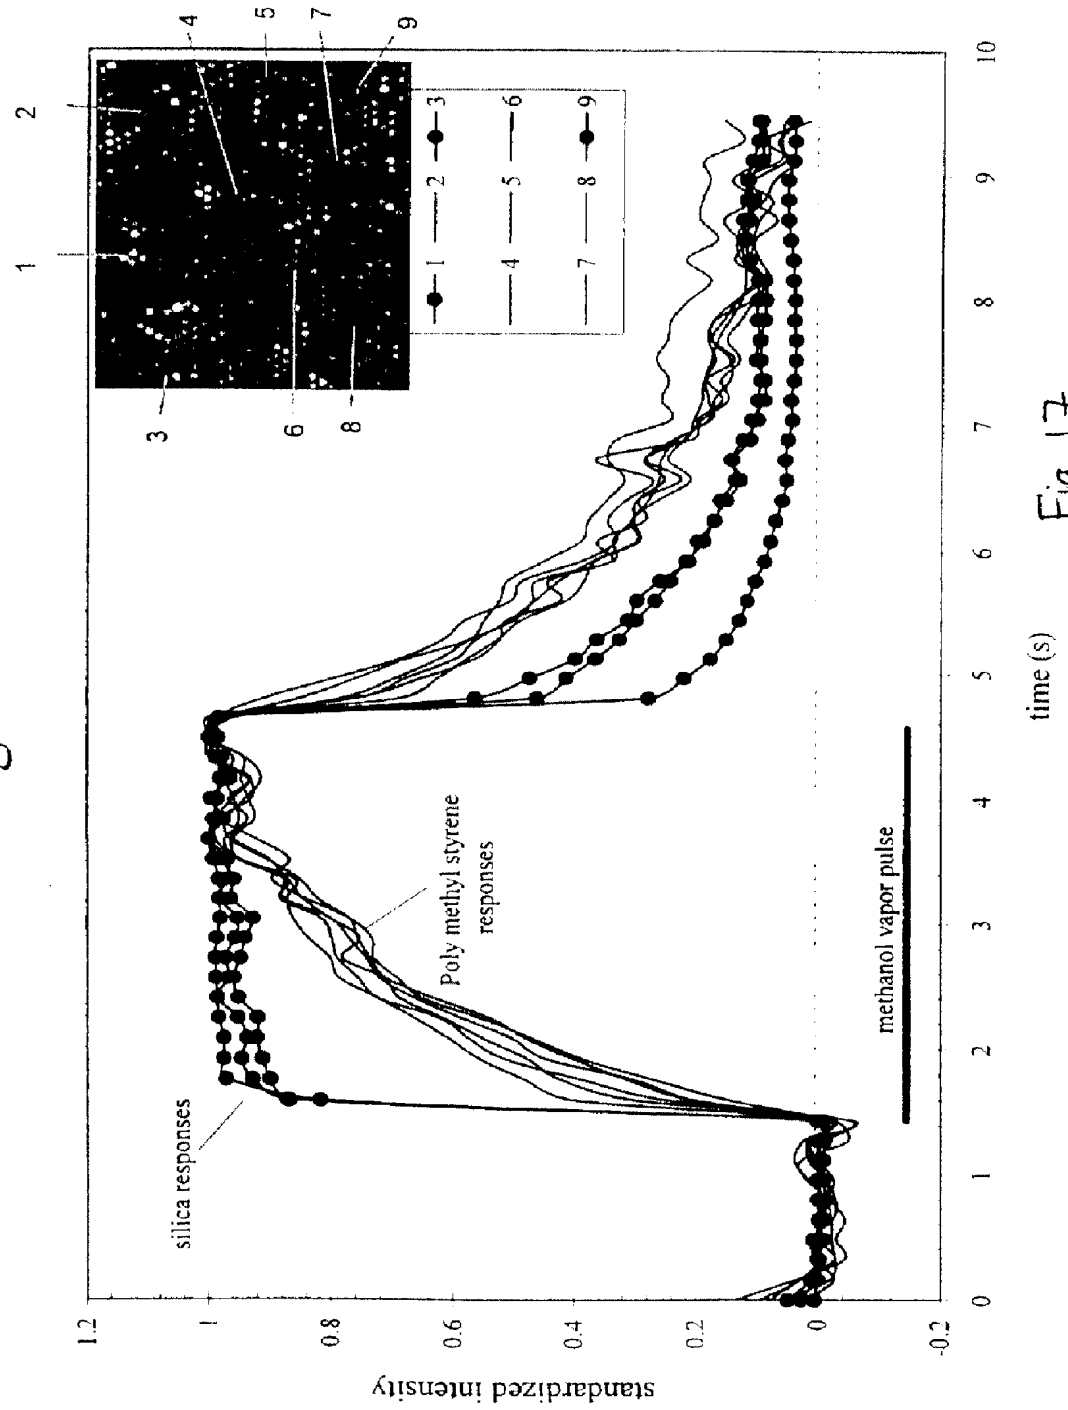 1 2
4 5 7 9
3 6 8
1 2 3
4 5 6
7 8 9
silica responses
Poly methyl styrene
responses
methanol vapor pulse
standardized intensity
1.2
1
0.8
0.6
0.4
0.2
0
-0.2
0 1 2 3 4 5 6 7 8 9 10
time (s)
Fig. 17